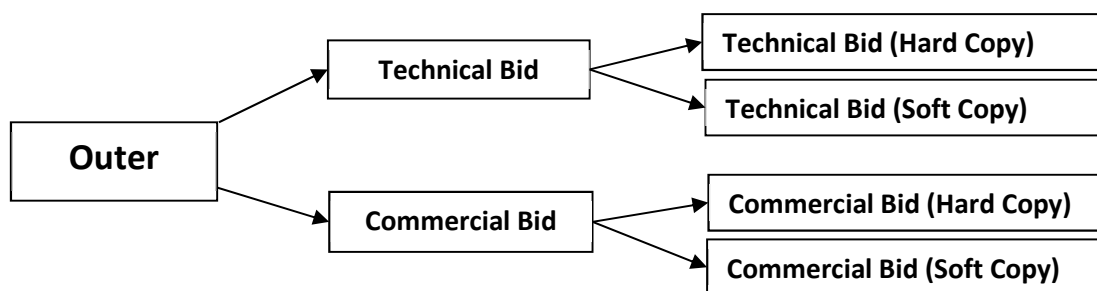 Outer
Technical Bid
Technical Bid (Hard Copy)
Technical Bid (Soft Copy)
Commercial Bid
Commercial Bid (Hard Copy)
Commercial Bid (Soft Copy)